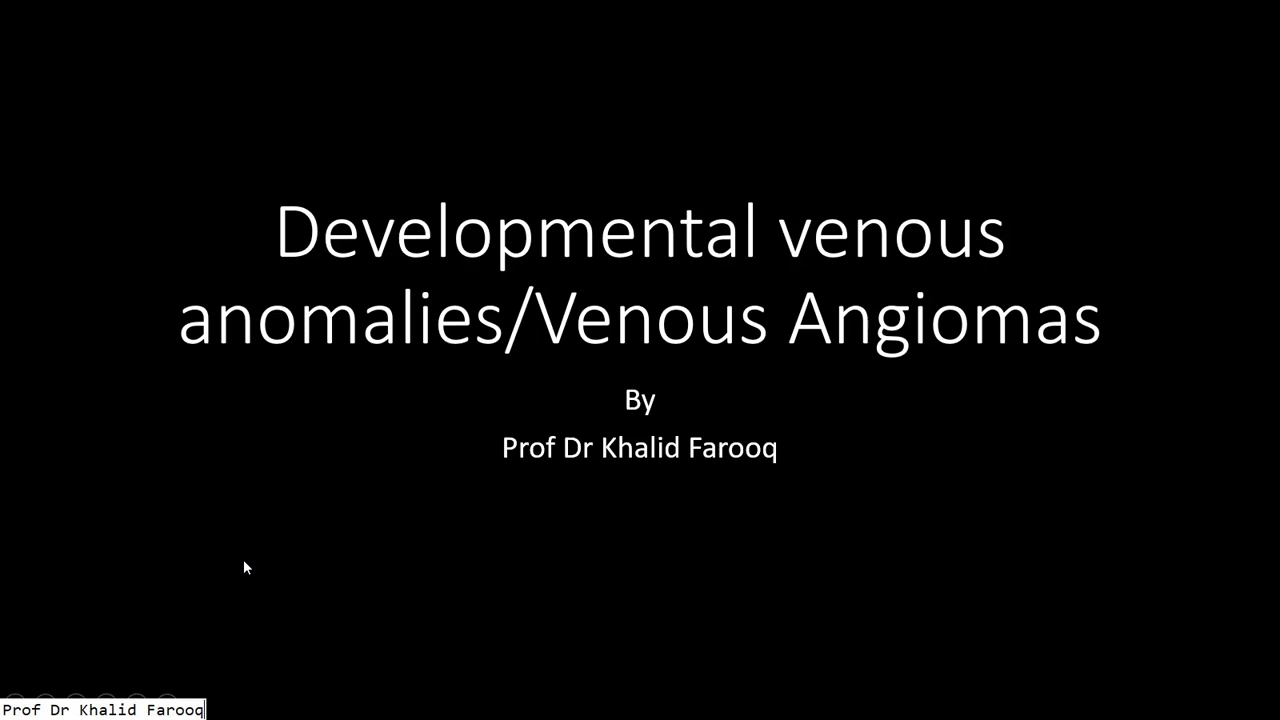 Developmental venous
anomalies/Venous Angiomas
By
Prof Dr Khalid Farooq
Prof Dr Khalid Farooq